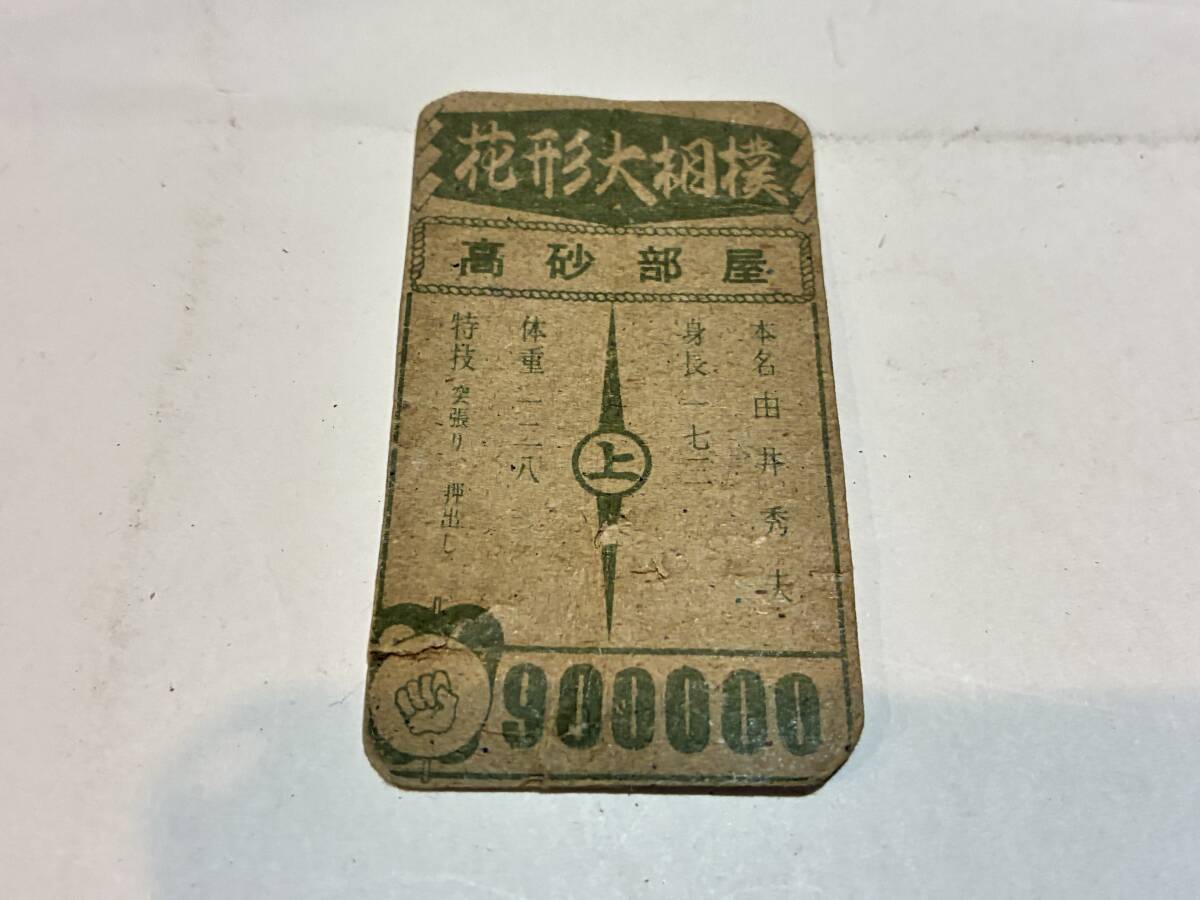 花形大相撲
高砂部屋
本名 由井秀夫
身長 一七二
上
体重 一二八
特技 突張り、押出し
900000